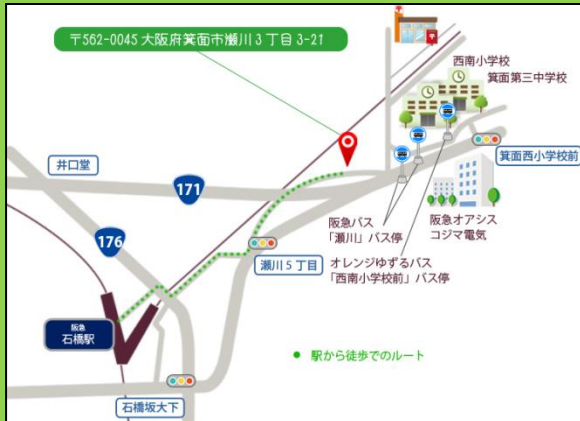 〒562-0045 大阪府箕面市瀬川3丁目3-21
西南小学校
箕面第三中学校
井口堂
171
176
箕面西小学校前
阪急バス
「瀬川」バス停
阪急オアシス
コジマ電気
オレンジゆずるバス
「西南小学校前」バス停
瀬川5丁目
阪急
石橋駅
駅から徒歩でのルート
石橋坂大下